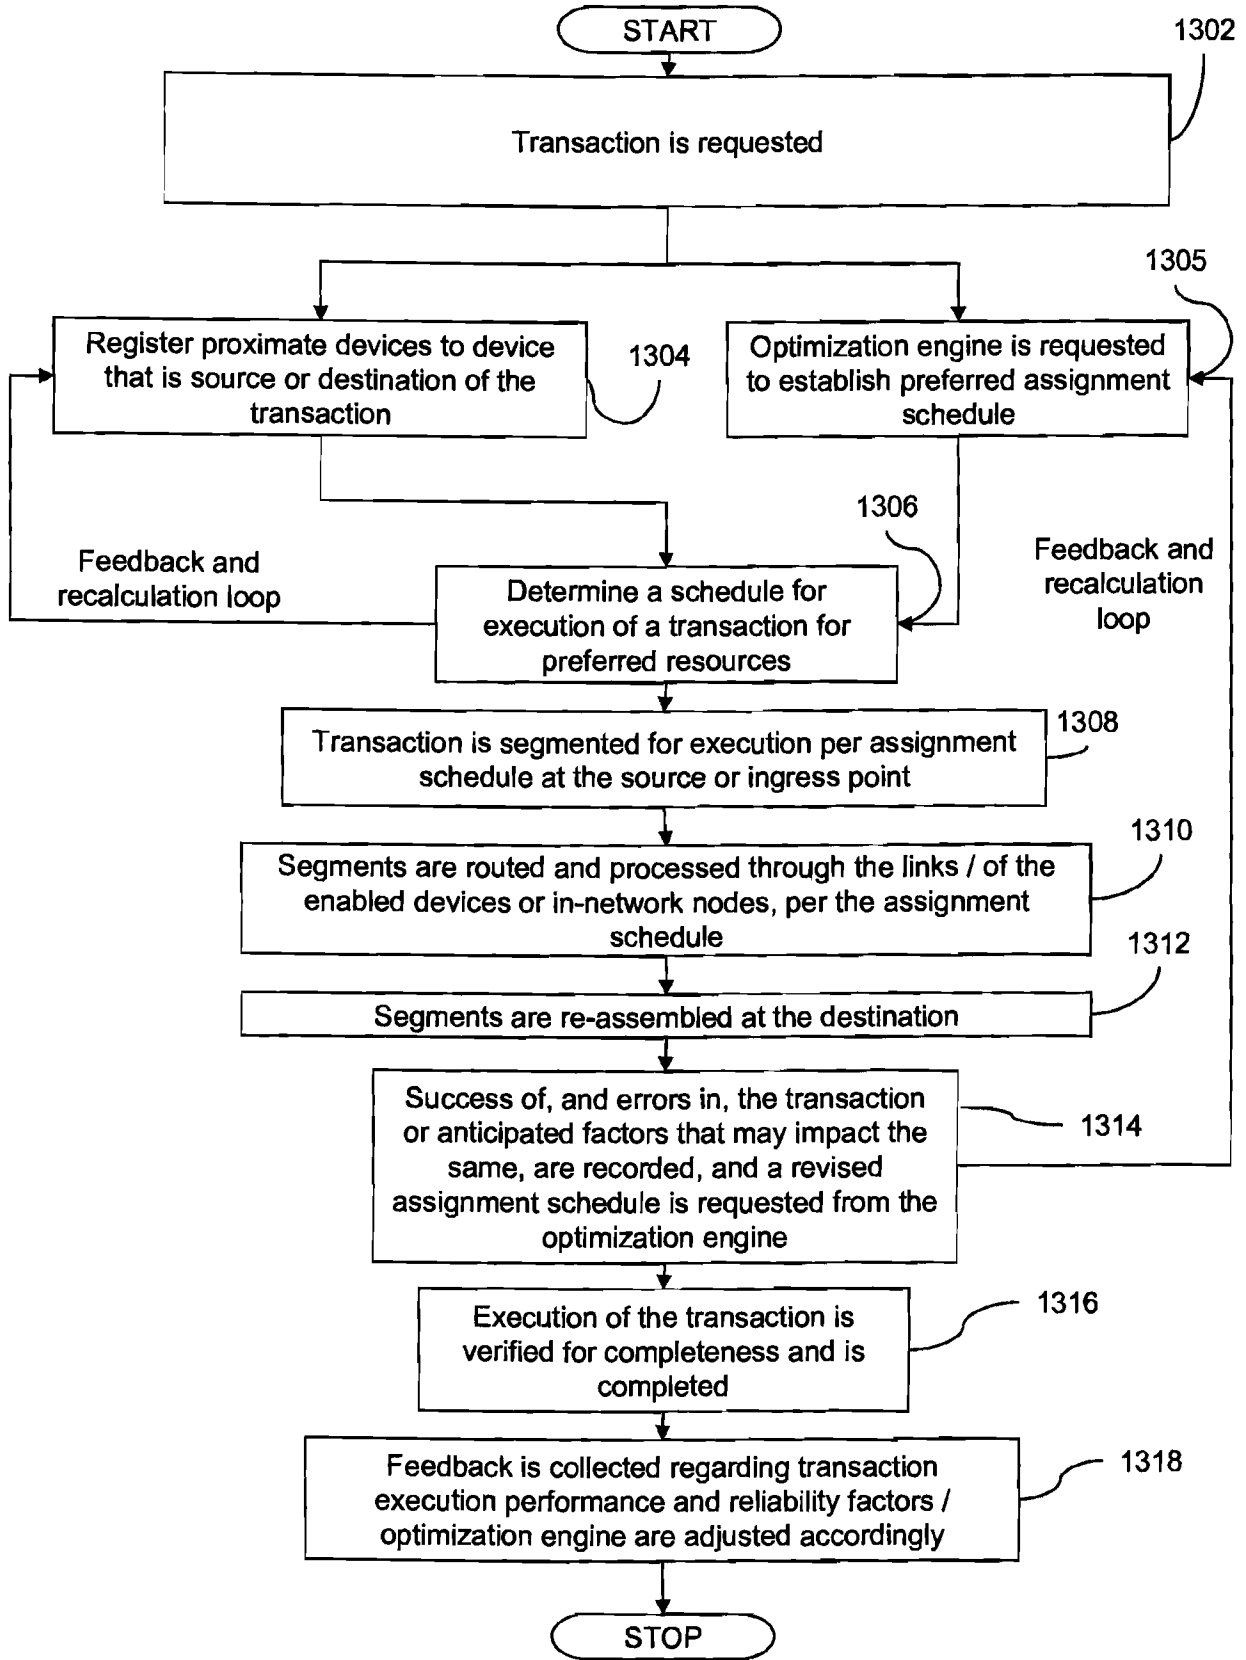 START
1302
Transaction is requested
1305
Register proximate devices to device
that is source or destination of the
transaction
1304
Optimization engine is requested
to establish preferred assignment
schedule
1306
Feedback and
recalculation loop
Feedback and
recalculation
loop
Determine a schedule for
execution of a transaction for
preferred resources
1308
Transaction is segmented for execution per assignment
schedule at the source or ingress point
1310
Segments are routed and processed through the links / of the
enabled devices or in-network nodes, per the assignment
schedule
1312
Segments are re-assembled at the destination
Success of, and errors in, the transaction
or anticipated factors that may impact the
same, are recorded, and a revised
assignment schedule is requested from the
optimization engine
1314
1316
Execution of the transaction is
verified for completeness and is
completed
1318
Feedback is collected regarding transaction
execution performance and reliability factors /
optimization engine are adjusted accordingly
STOP